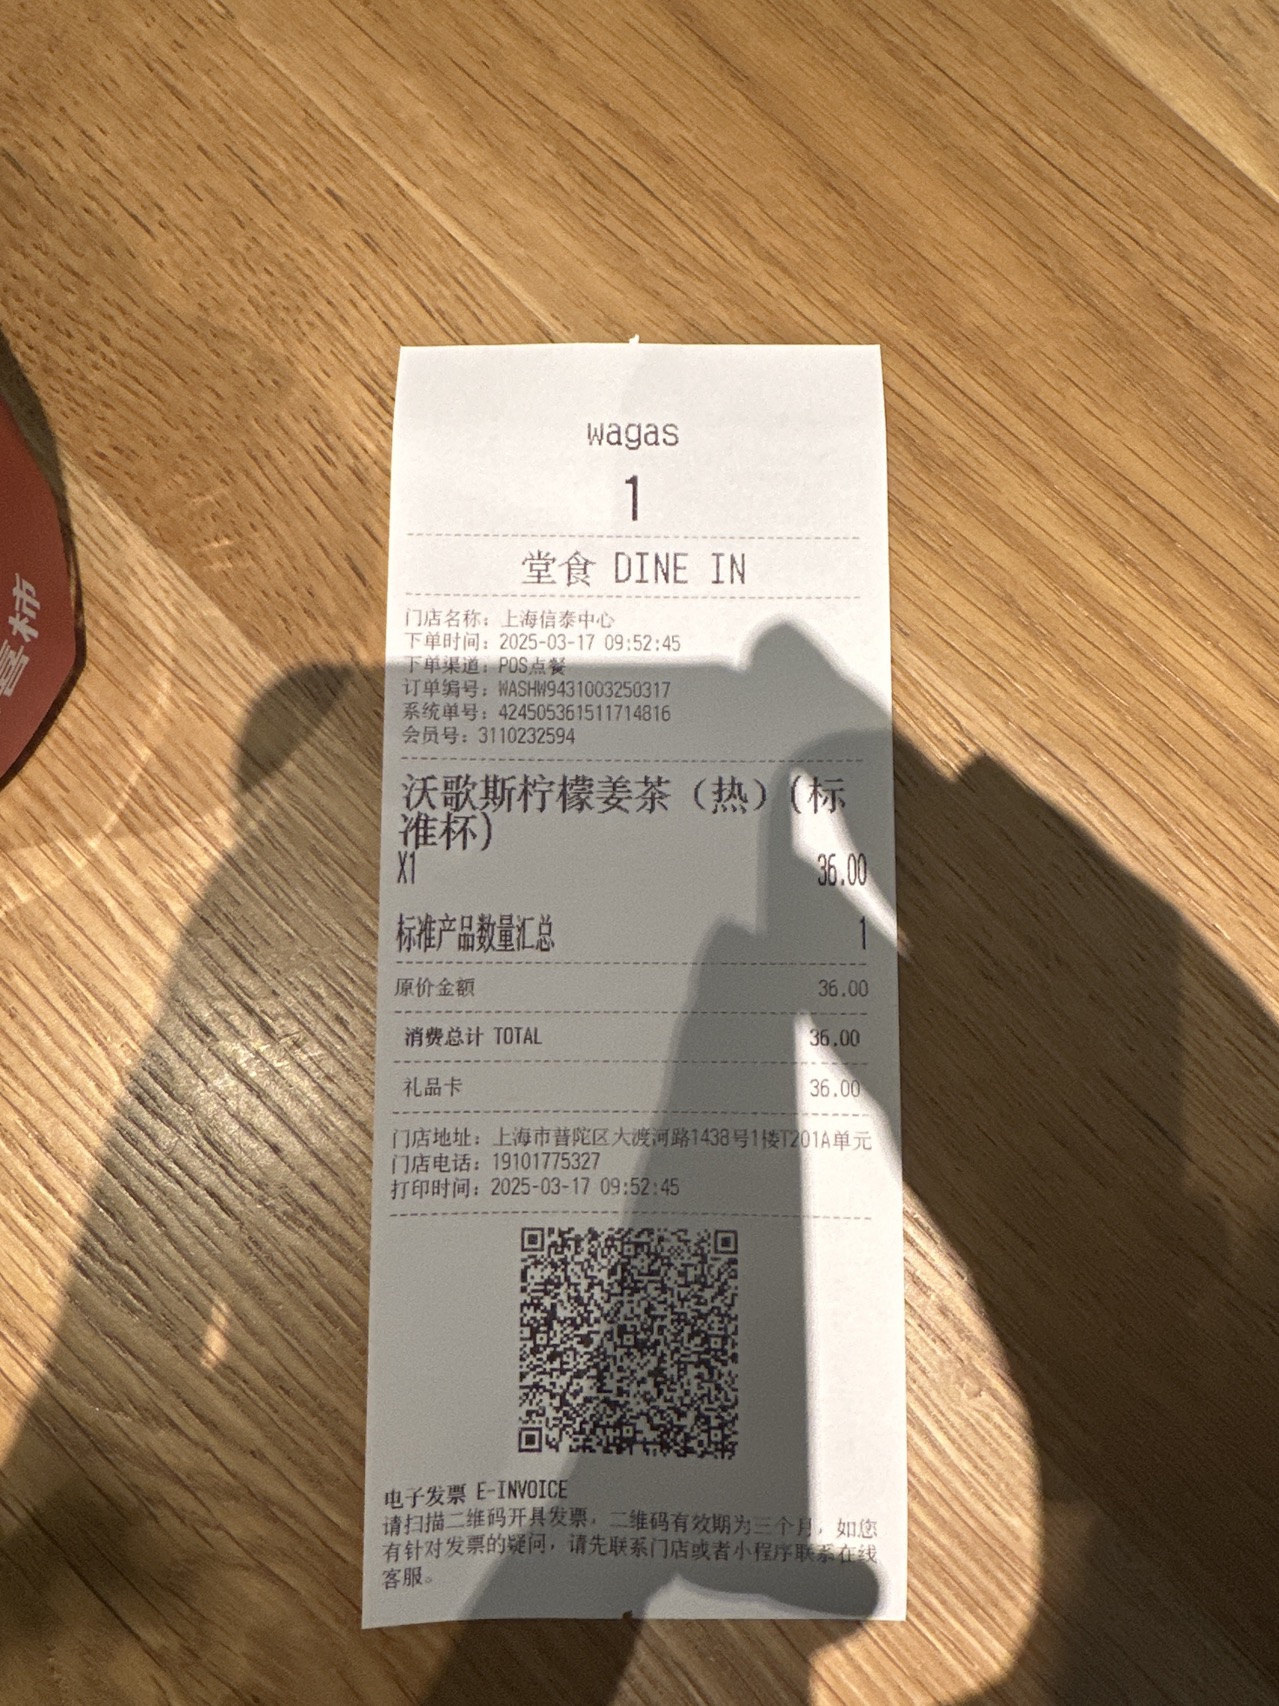 wagas
1
堂食 DINE IN
门店名称：上海信泰中心
下单时间：2025-03-17 09:52:45
下单渠道：POS点餐
订单编号：WASHW9431003250317
系统单号：424505361511714816
会员号：3110232594
沃歌斯柠檬姜茶（热）(标
准杯)
X1 36.00
标准产品数量汇总 1
原价金额 36.00
消费总计 TOTAL 36.00
礼品卡 36.00
门店地址：上海市普陀区大渡河路1438号1楼T201A单元
门店电话：19101775327
打印时间：2025-03-17 09:52:45
电子发票 E-INVOICE
请扫描二维码开具发票，二维码有效期为三个月，如您
有针对发票的疑问，请先联系门店或者小程序联系在线
客服。
喜柿